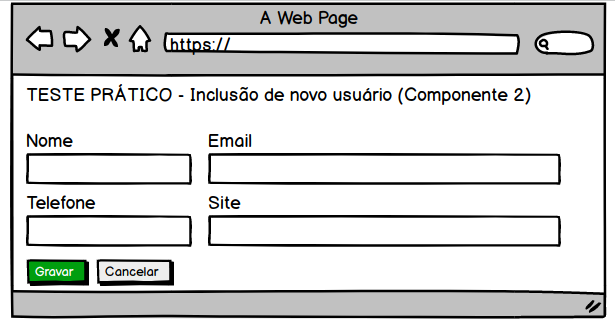 A Web Page
https://
TESTE PRÁTICO - Inclusão de novo usuário (Componente 2)
Nome Email
Telefone Site
Gravar Cancelar